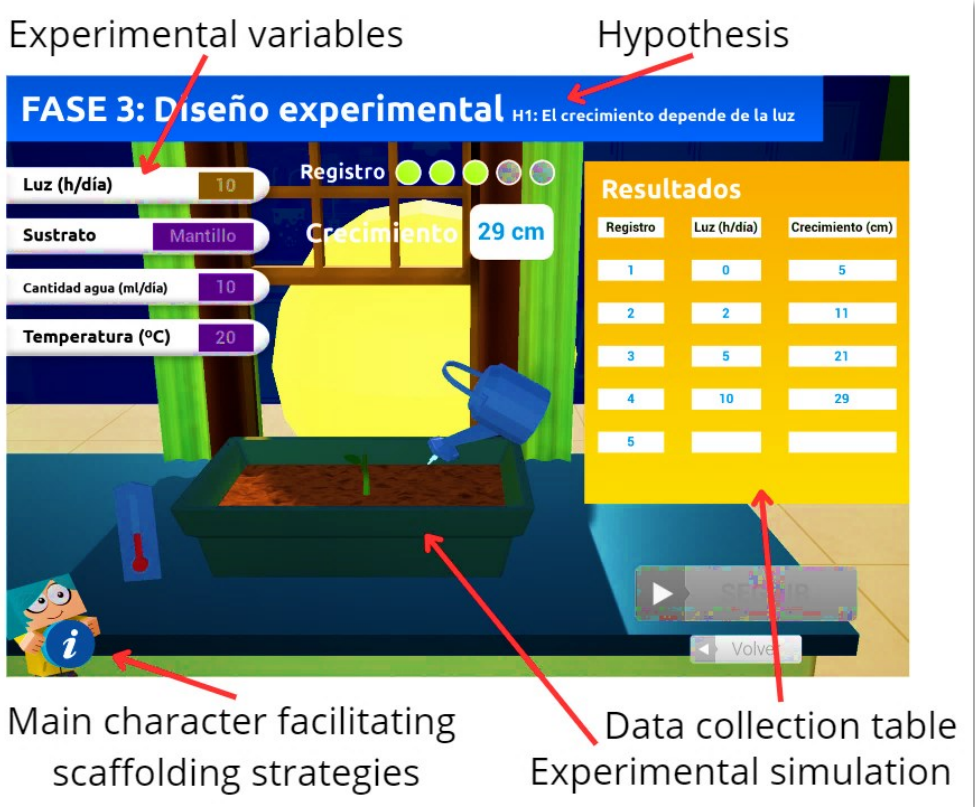 Experimental variables
Hypothesis
FASE 3: Diseño experimental H1: El crecimiento depende de la luz
Luz (h/día) 10
Sustrato Mantillo
Cantidad agua (ml/día) 10
Temperatura (ºC) 20
Registro
Crecimiento 29 cm
Resultados
Registro Luz (h/día) Crecimiento (cm)
1 0 5
2 2 11
3 5 21
4 10 29
5
SEGUIR
Volver
i
Main character facilitating
scaffolding strategies
Data collection table
Experimental simulation